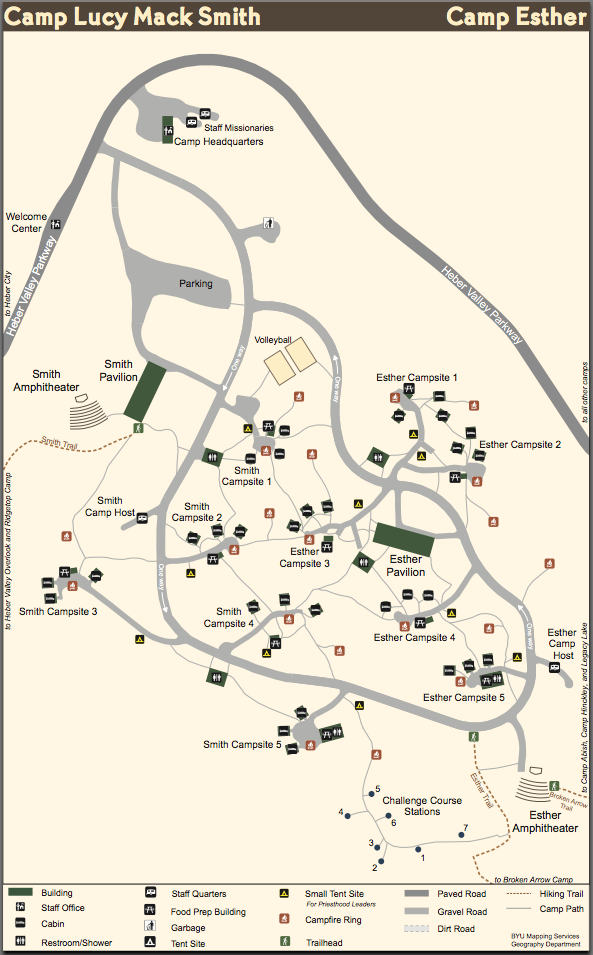 Camp Lucy Mack Smith
Camp Esther
Staff Missionaries
Camp Headquarters
Welcome
Center
Heber Valley Parkway
to Heber City
Parking
Heber Valley Parkway
to all other camps
Volleyball
One way
One way
Smith
Pavilion
Smith
Amphitheater
Smith Trail
Esther Campsite 1
Esther Campsite 2
Smith
Campsite 1
Smith
Camp Host
Smith
Campsite 2
Esther
Campsite 3
Esther
Pavilion
to Heber Valley Overlook and Ridgetop Camp
One way
Smith Campsite 3
Smith
Campsite 4
Esther Campsite 4
One way
Esther
Camp
Host
Esther Campsite 5
Smith Campsite 5
to Camp Abish, Camp Hinckley, and Legacy Lake
Esther Trail
Broken Arrow
Trail
Esther
Amphitheater
Challenge Course
Stations
5
4
6
7
3
1
2
to Broken Arrow Camp
Building
Staff Office
Cabin
Restroom/Shower
Staff Quarters
Food Prep Building
Garbage
Tent Site
Small Tent Site
For Priesthood Leaders
Campfire Ring
Trailhead
Paved Road
Gravel Road
Dirt Road
Hiking Trail
Camp Path
BYU Mapping Services
Geography Department